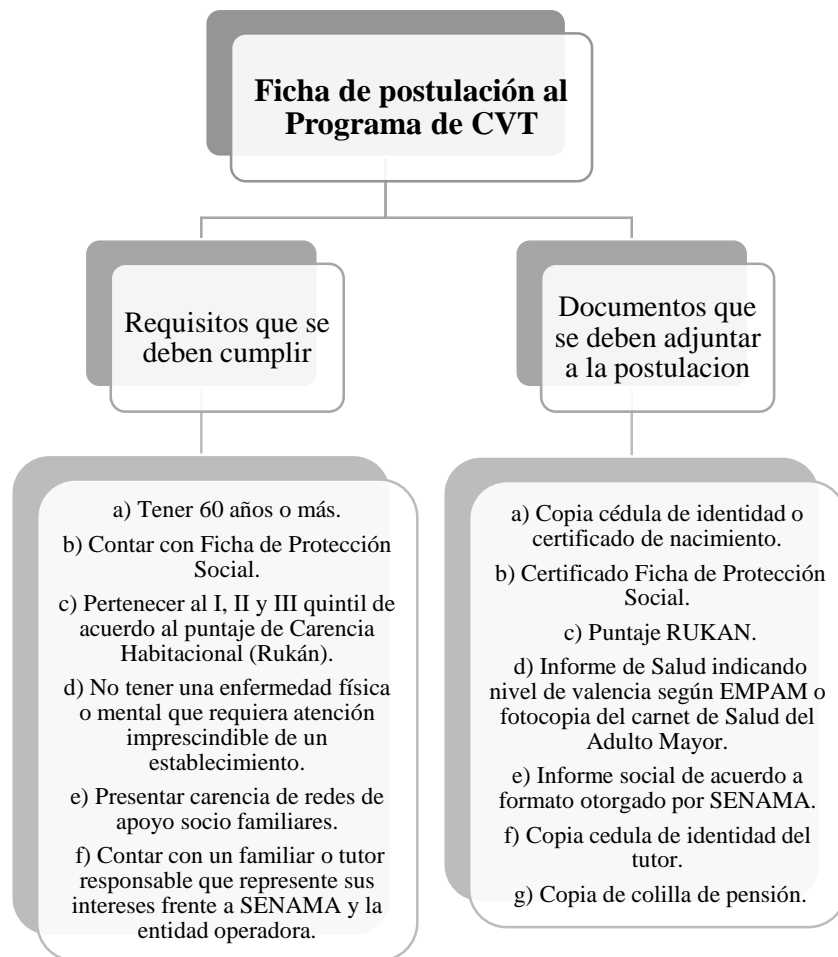 Ficha de postulación al
Programa de CVT
Requisitos que se
deben cumplir
a) Tener 60 años o más.
b) Contar con Ficha de Protección
Social.
c) Pertenecer al I, II y III quintil de
acuerdo al puntaje de Carencia
Habitacional (Rukán).
d) No tener una enfermedad física
o mental que requiera atención
imprescindible de un
establecimiento.
e) Presentar carencia de redes de
apoyo socio familiares.
f) Contar con un familiar o tutor
responsable que represente sus
intereses frente a SENAMA y la
entidad operadora.
Documentos que
se deben adjuntar
a la postulacion
a) Copia cédula de identidad o
certificado de nacimiento.
b) Certificado Ficha de Protección
Social.
c) Puntaje RUKAN.
d) Informe de Salud indicando
nivel de valencia según EMPAM o
fotocopia del carnet de Salud del
Adulto Mayor.
e) Informe social de acuerdo a
formato otorgado por SENAMA.
f) Copia cedula de identidad del
tutor.
g) Copia de colilla de pensión.